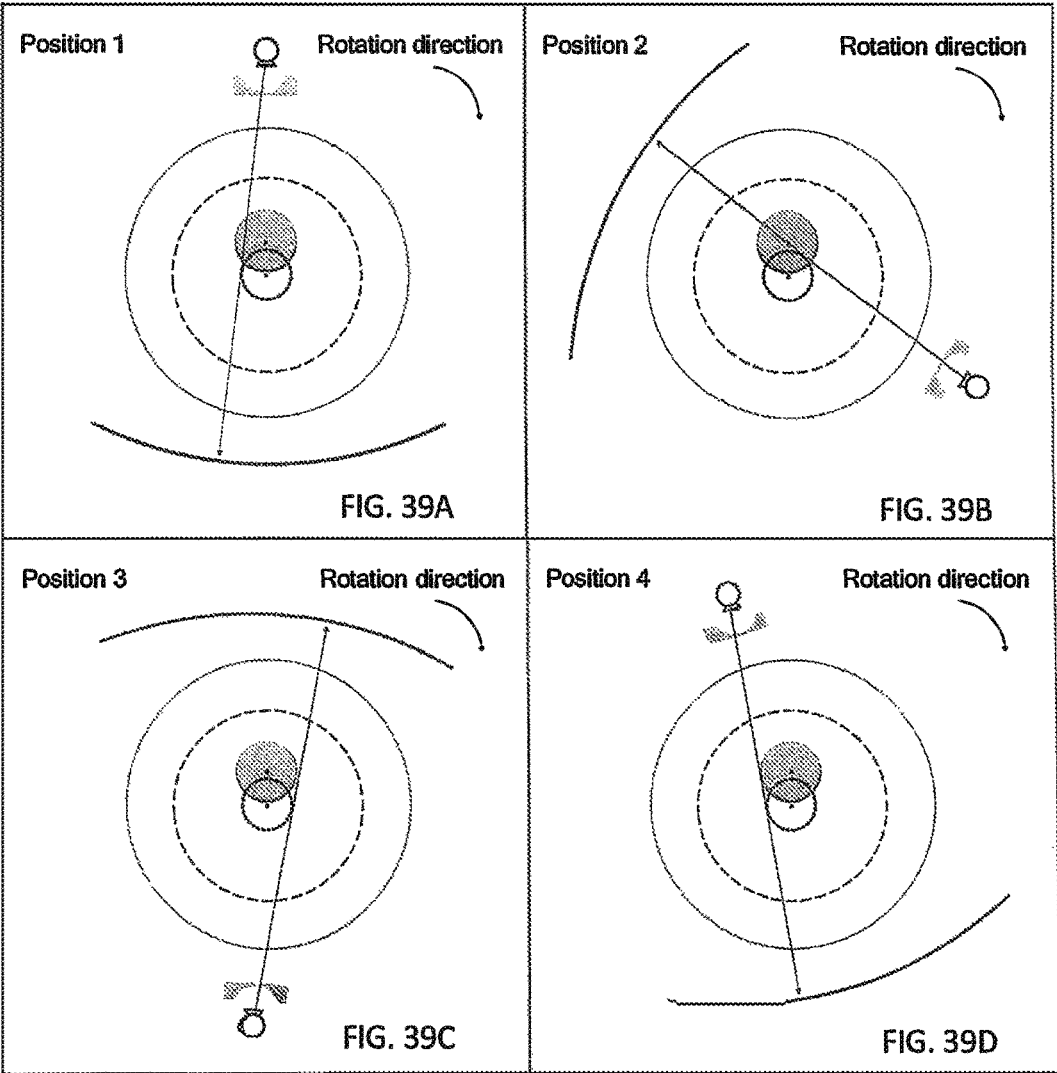 Position 1
Rotation direction
FIG. 39A
Position 2
Rotation direction
FIG. 39B
Position 3
Rotation direction
FIG. 39C
Position 4
Rotation direction
FIG. 39D